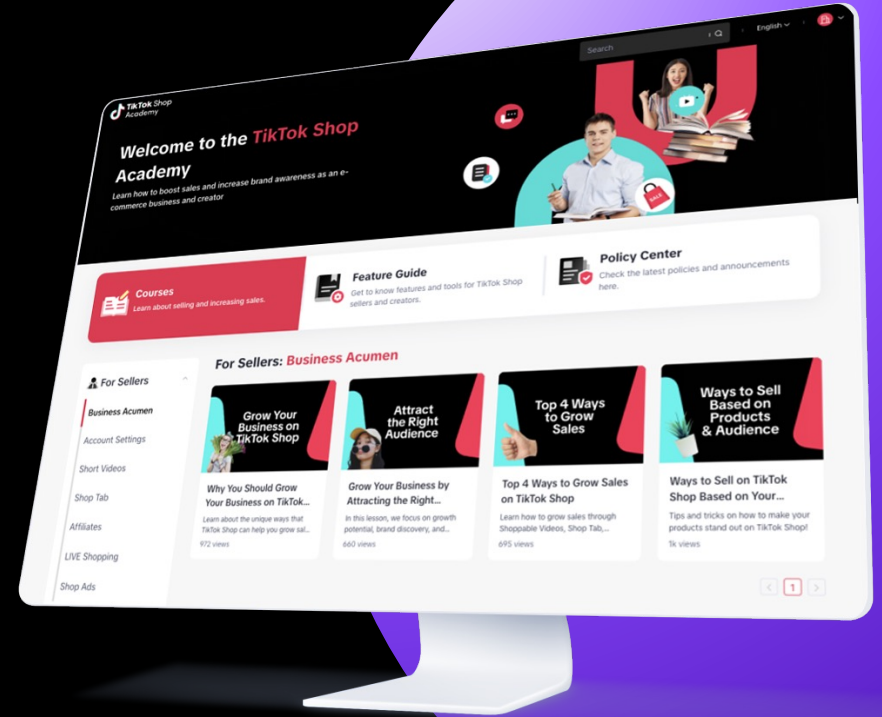 Search
English
TikTok Shop
Academy
Welcome to the TikTok Shop
Academy
Learn how to boost sales and increase brand awareness as an e-
commerce business and creator
SALE
Courses
Learn about selling and increasing sales.
Feature Guide
Get to know features and tools for TikTok Shop
sellers and creators.
Policy Center
Check the latest policies and announcements
here.
For Sellers
Business Acumen
Account Settings
Short Videos
Shop Tab
Affiliates
LIVE Shopping
Shop Ads
For Sellers: Business Acumen
Grow Your
Business on
TikTok Shop
Why You Should Grow
Your Business on TikTok...
Learn about the unique ways that
TikTok Shop can help you grow sal...
972 views
Attract
the Right
Audience
Grow Your Business by
Attracting the Right...
In this lesson, we focus on growth
potential, brand discovery, and...
660 views
Top 4 Ways
to Grow
Sales
Top 4 Ways to Grow Sales
on TikTok Shop
Learn how to grow sales through
Shoppable Videos, Shop Tab,...
695 views
Ways to Sell
Based on
Products
& Audience
Ways to Sell on TikTok
Shop Based on Your...
Tips and tricks on how to make your
products stand out on TikTok Shop!
1k views
1